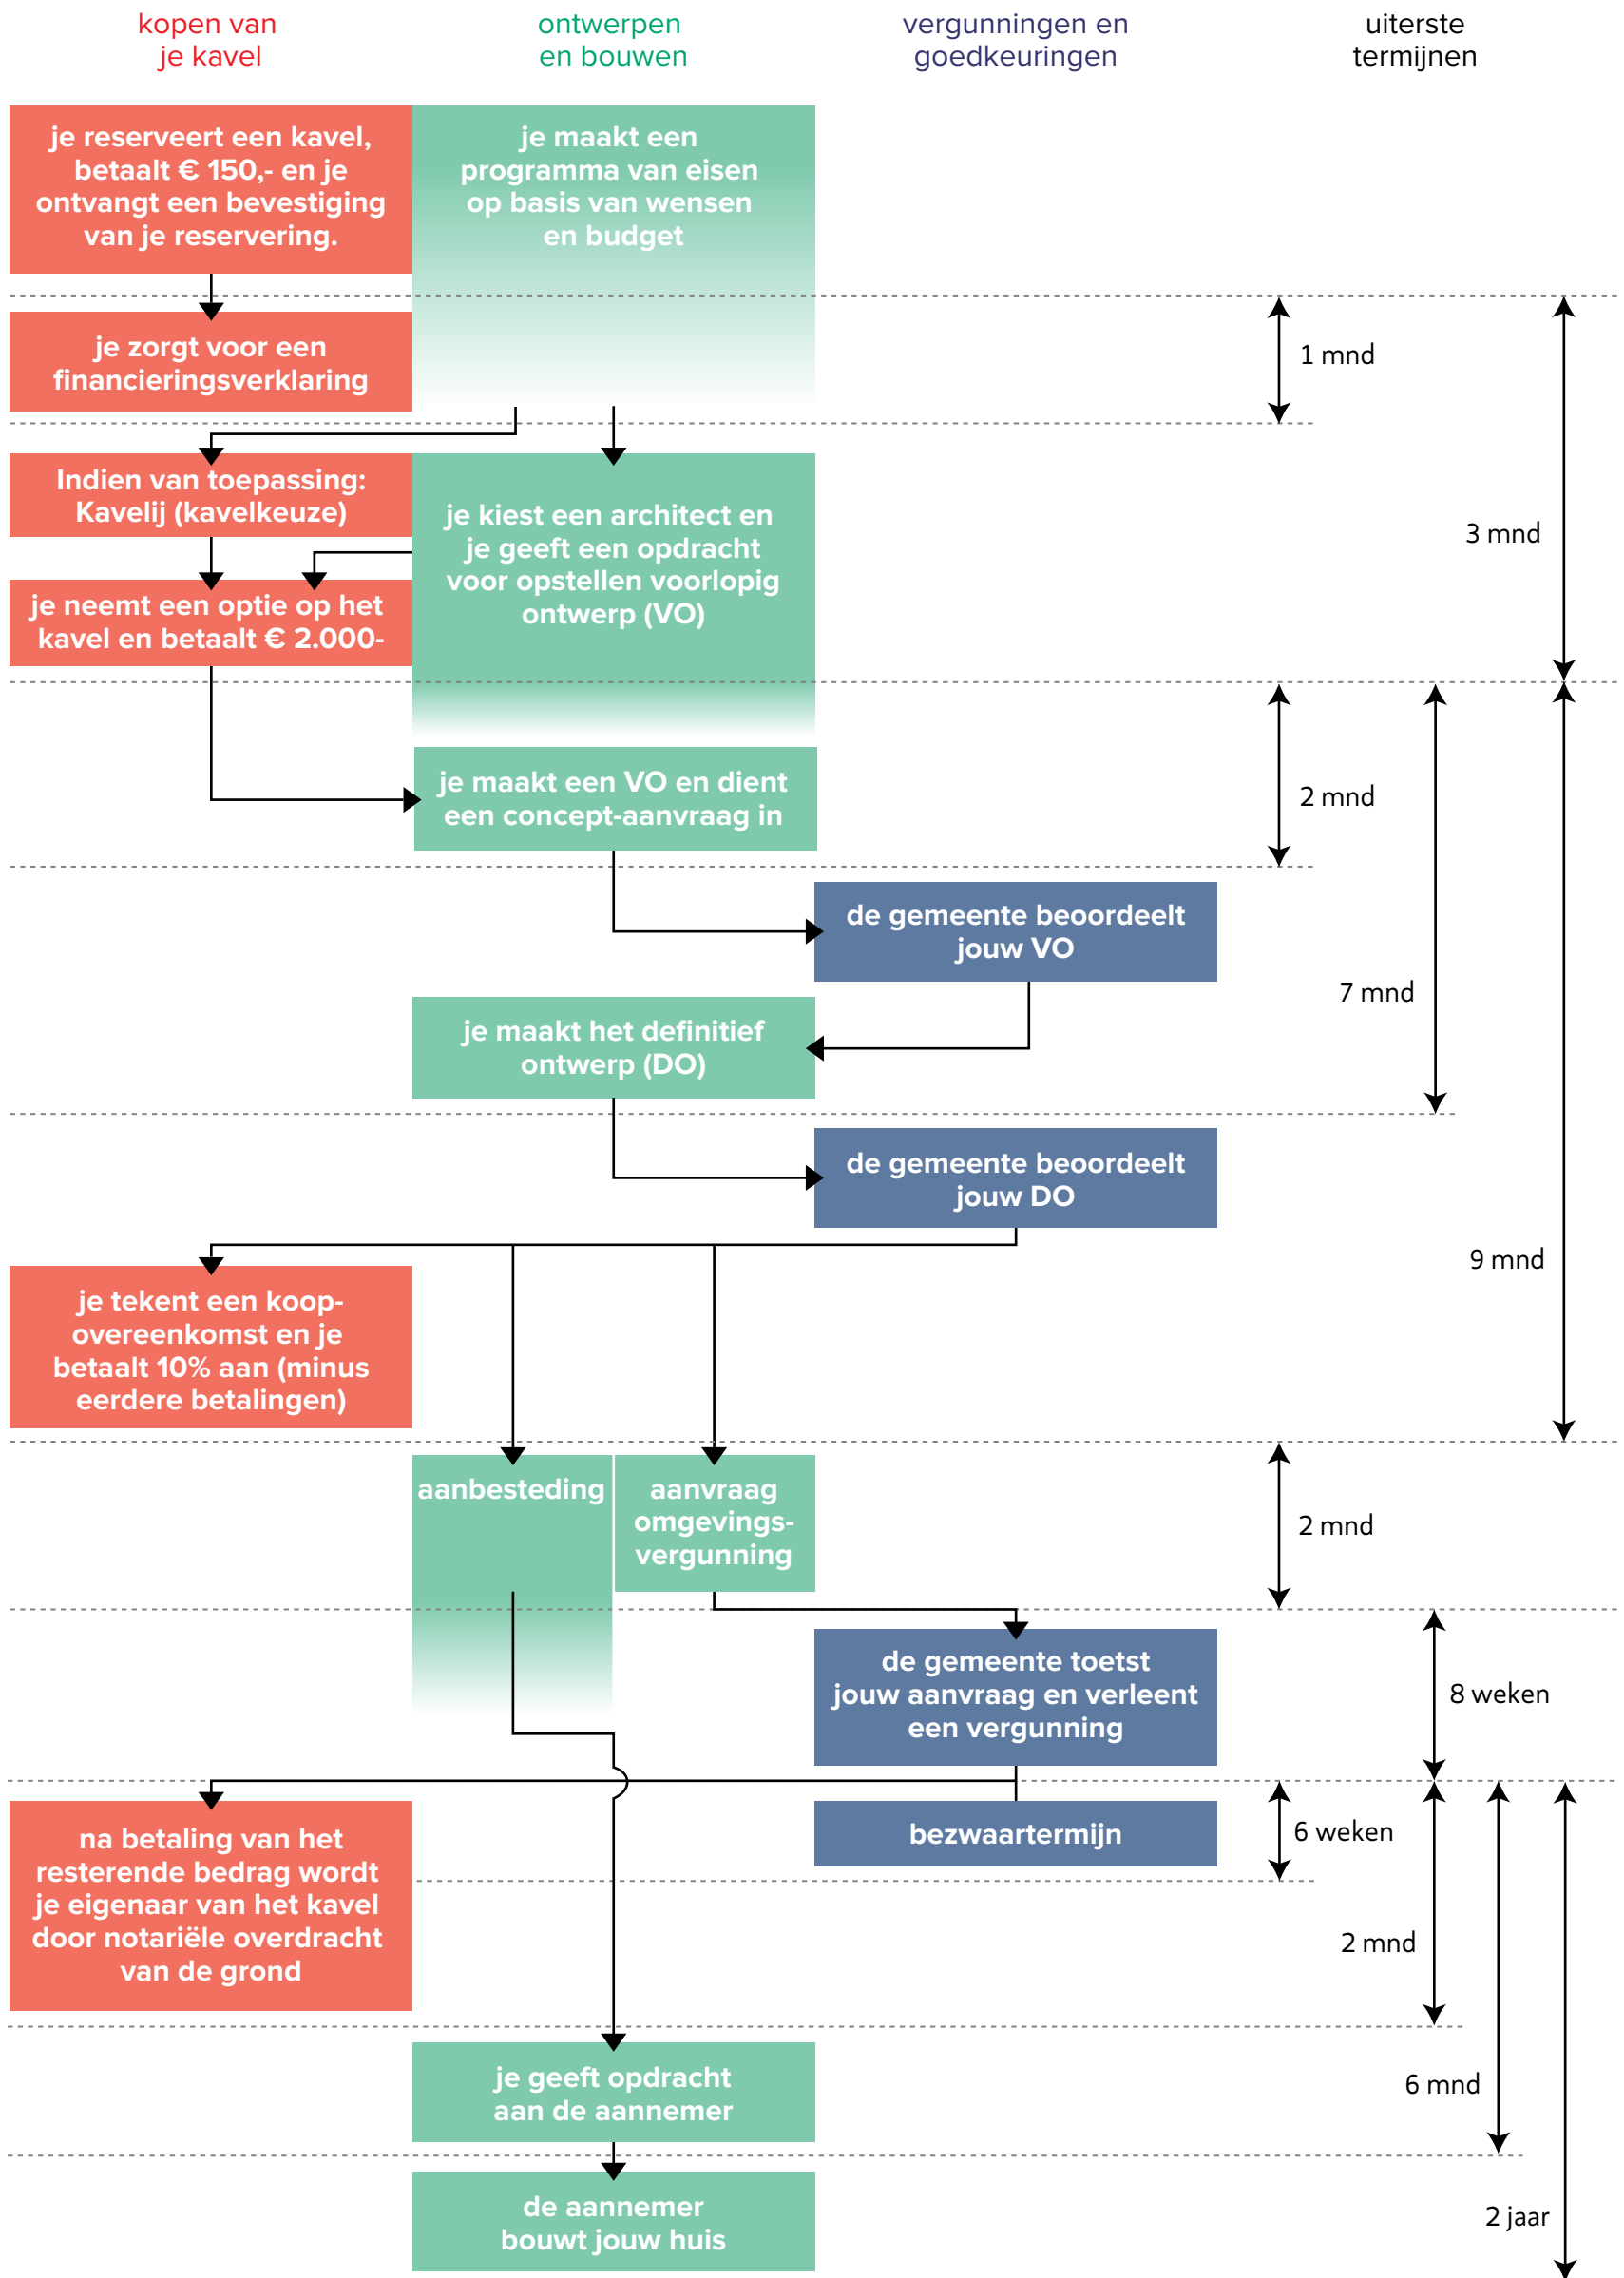 kopen van
je kavel
ontwerpen
en bouwen
vergunningen en
goedkeuringen
uiterste
termijnen
je reserveert een kavel,
betaalt € 150,- en je
ontvangt een bevestiging
van je reservering.
je maakt een
programma van eisen
op basis van wensen
en budget
je zorgt voor een
financieringsverklaring
1 mnd
3 mnd
Indien van toepassing:
Kavelij (kavelkeuze)
je kiest een architect en
je geeft een opdracht
voor opstellen voorlopig
ontwerp (VO)
je neemt een optie op het
kavel en betaalt € 2.000-
je maakt een VO en dient
een concept-aanvraag in
2 mnd
de gemeente beoordeelt
jouw VO
7 mnd
je maakt het definitief
ontwerp (DO)
de gemeente beoordeelt
jouw DO
9 mnd
je tekent een koop-
overeenkomst en je
betaalt 10% aan (minus
eerdere betalingen)
aanbesteding
aanvraag
omgevings-
vergunning
2 mnd
de gemeente toetst
jouw aanvraag en verleent
een vergunning
8 weken
na betaling van het
resterende bedrag wordt
je eigenaar van het kavel
door notariële overdracht
van de grond
bezwaartermijn
6 weken
2 mnd
je geeft opdracht
aan de aannemer
6 mnd
de aannemer
bouwt jouw huis
2 jaar